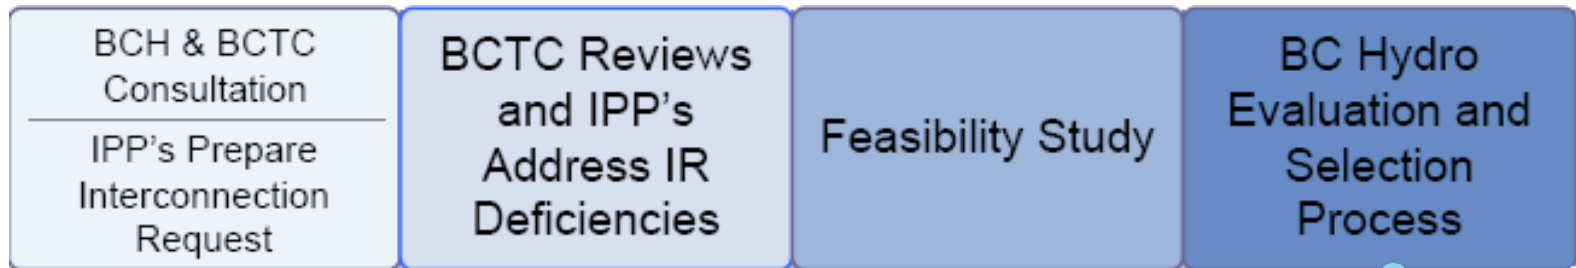 BCH & BCTC
Consultation
IPP's Prepare
Interconnection
Request
BCTC Reviews
and IPP's
Address IR
Deficiencies
Feasibility Study
BC Hydro
Evaluation and
Selection
Process